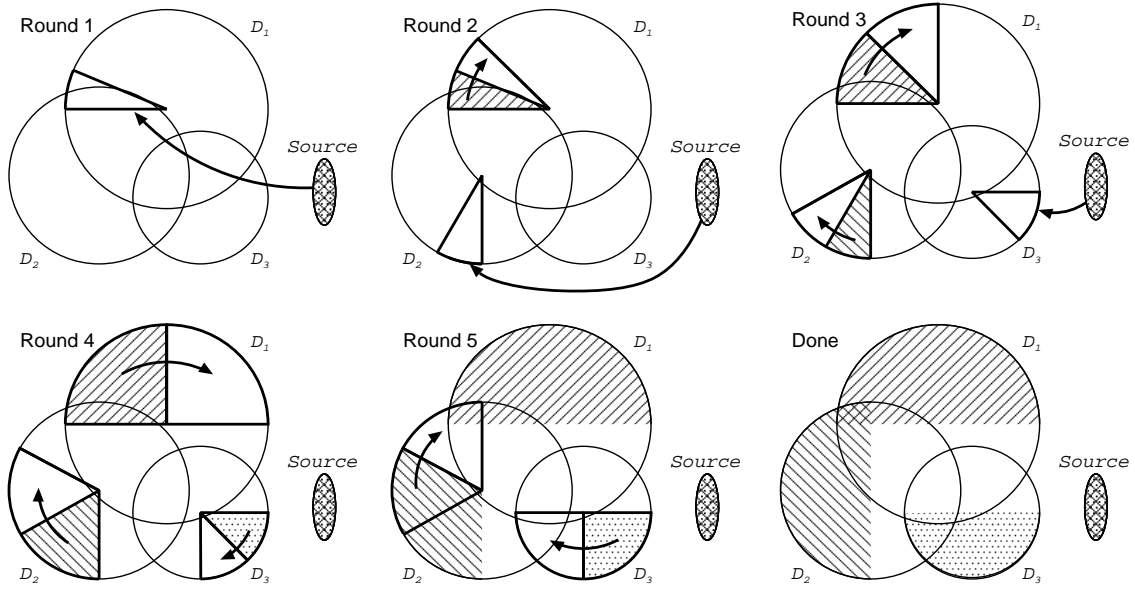 Round 1
D1
Source
D2
D3
Round 2
D1
Source
D2
D3
Round 3
D1
Source
D2
D3
Round 4
D1
Source
D2
D3
Round 5
D1
Source
D2
D3
Done
D1
Source
D2
D3